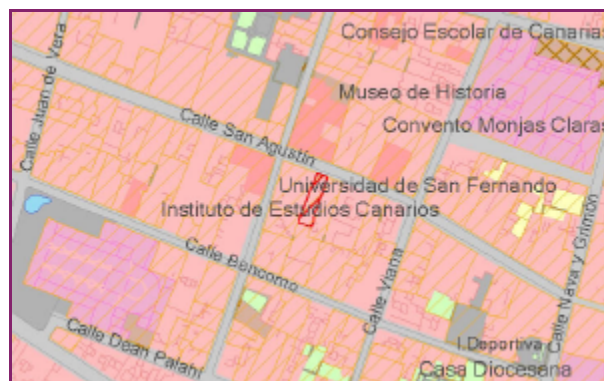 Consejo Escolar de Canarias
Calle Juan de Vera
Museo de Historia
Calle San Agustín
Convento Monjas Claras
Universidad de San Fernando
Instituto de Estudios Canarios
Calle Bencomo
Calle Viana
Calle Nava y Grimón
I.Deportiva
Calle Dean Palahí
Casa Diocesana